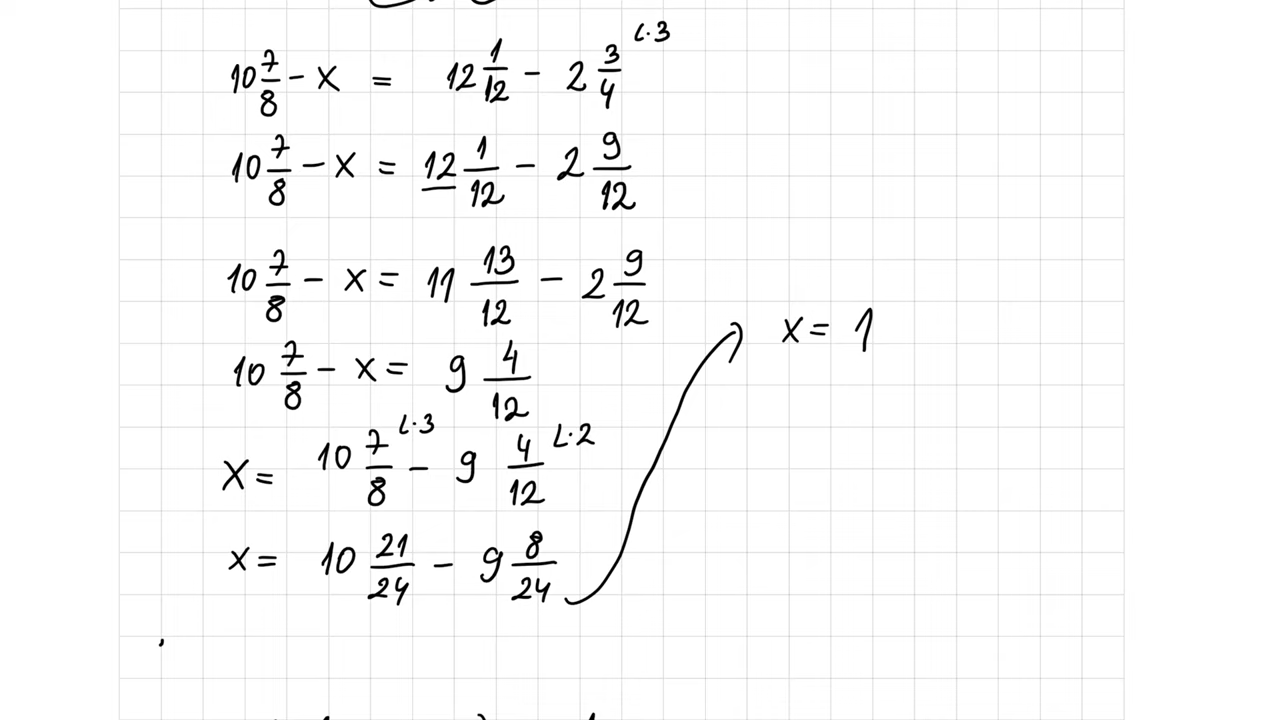 10 7/8 - x = 12 1/12 - 2 3/4 L·3
10 7/8 - x = 12 1/12 - 2 9/12
10 7/8 - x = 11 13/12 - 2 9/12
10 7/8 - x = 9 4/12
x = 10 7/8 L·3 - 9 4/12 L·2
x = 10 21/24 - 9 8/24
x = 1